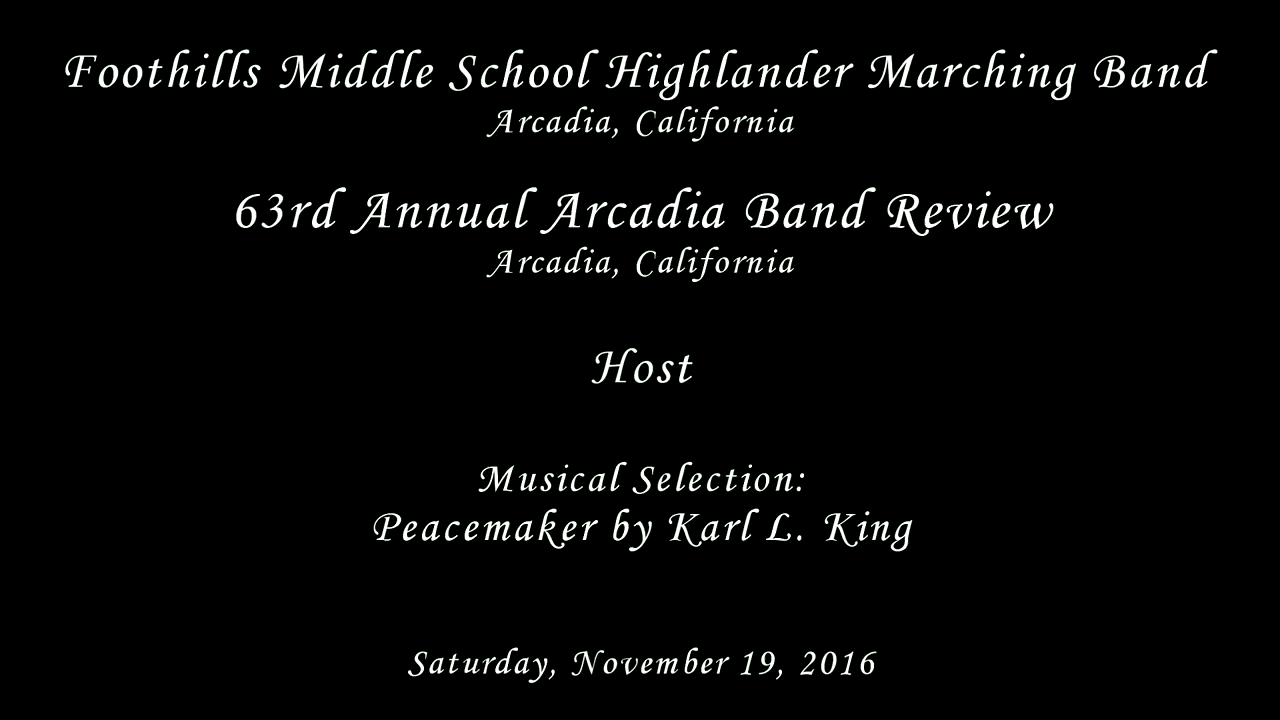 Foothills Middle School Highlander Marching Band
Arcadia, California
63rd Annual Arcadia Band Review
Arcadia, California
Host
Musical Selection:
Peacemaker by Karl L. King
Saturday, November 19, 2016